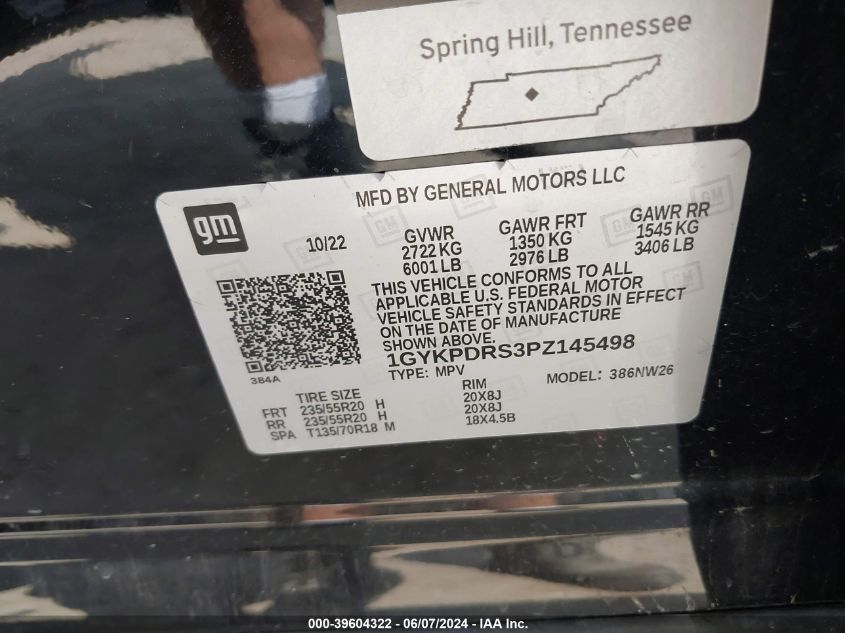 Spring Hill, Tennessee
MFD BY GENERAL MOTORS LLC
gm
10/22
GVWR GAWR FRT GAWR RR
2722 KG 1350 KG 1545 KG
6001 LB 2976 LB 3406 LB
THIS VEHICLE CONFORMS TO ALL
APPLICABLE U.S. FEDERAL MOTOR
VEHICLE SAFETY STANDARDS IN EFFECT
ON THE DATE OF MANUFACTURE
SHOWN ABOVE.
1GYKPDRS3PZ145498
384A
TYPE: MPV MODEL: 386NW26
TIRE SIZE RIM
FRT 235/55R20 H 20X8J
RR 235/55R20 H 20X8J
SPA T135/70R18 M 18X4.5B
000-39604322 - 06/07/2024 - IAA Inc.